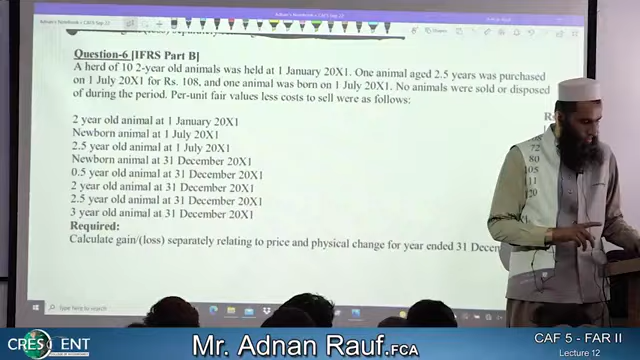 Question-6 [IFRS Part B]
A herd of 10 2-year old animals was held at 1 January 20X1. One animal aged 2.5 years was purchased
on 1 July 20X1 for Rs. 108, and one animal was born on 1 July 20X1. No animals were sold or disposed
of during the period. Per-unit fair values less costs to sell were as follows:
Rs
2 year old animal at 1 January 20X1
Newborn animal at 1 July 20X1
2.5 year old animal at 1 July 20X1
72
Newborn animal at 31 December 20X1
80
0.5 year old animal at 31 December 20X1
105
2 year old animal at 31 December 20X1
111
2.5 year old animal at 31 December 20X1
120
3 year old animal at 31 December 20X1
Required:
Calculate gain/(loss) separately relating to price and physical change for year ended 31 Decem
Type here to search
CRESCENT
Mr. Adnan Rauf.FCA
CAF 5 - FAR II
Lecture 12